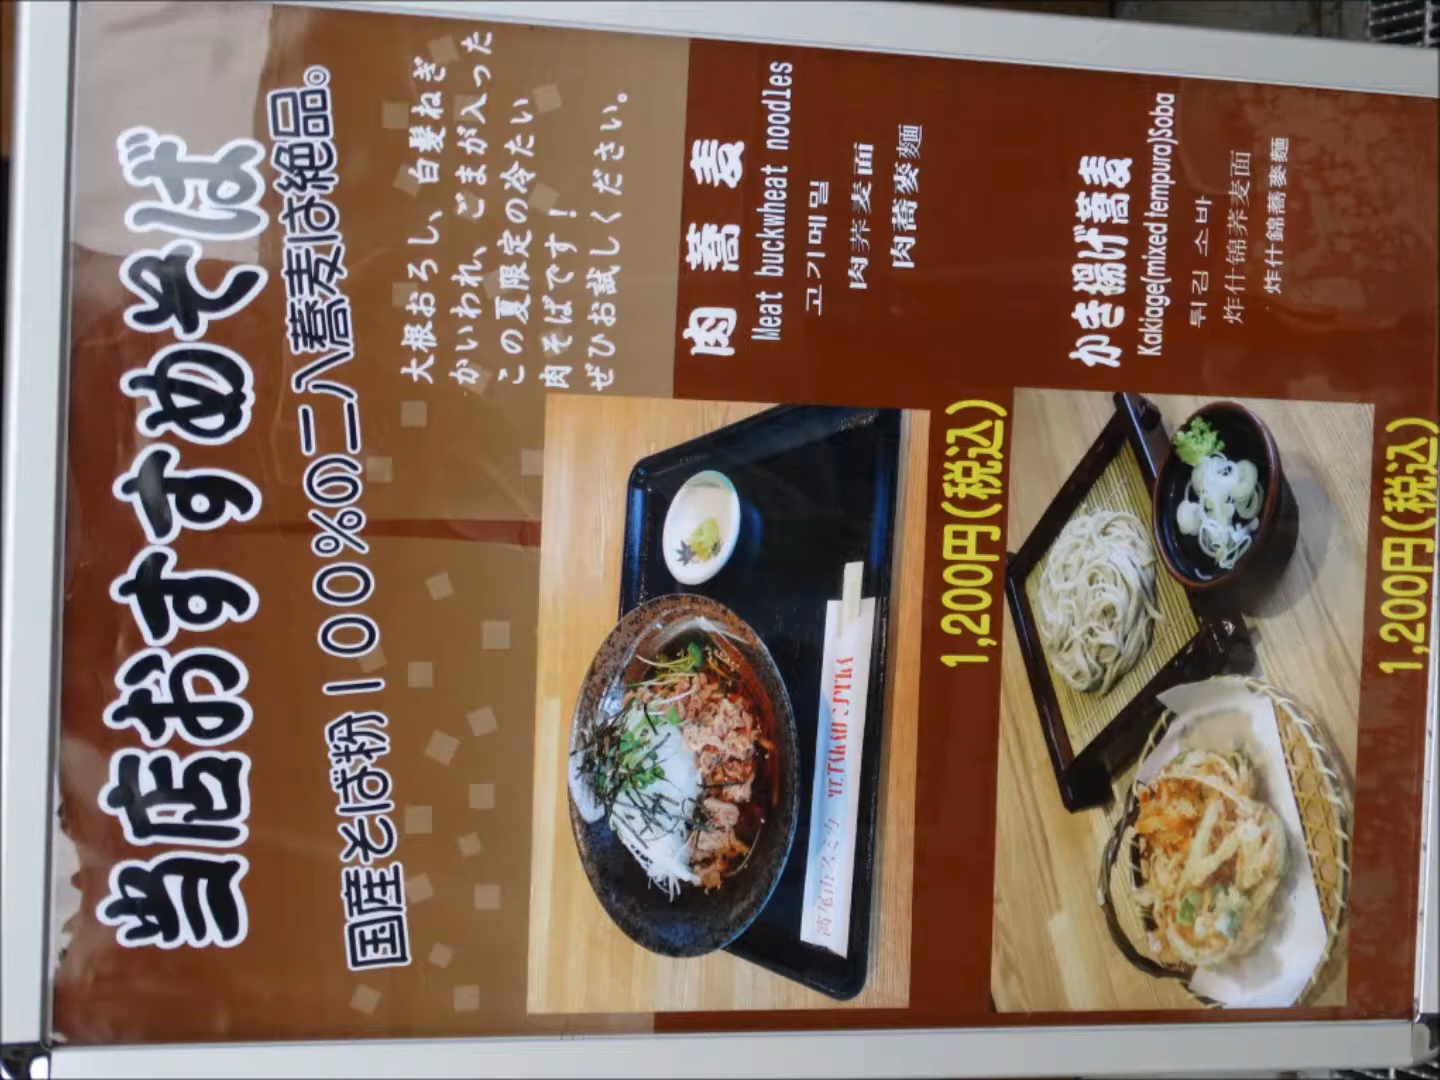 当店おすすめそば
国産そば粉100%の二八蕎麦は絶品。
大根おろし、白髪ねぎ
かいわれ、ごまが入った
この夏限定の冷たい
肉そばです！
ぜひお試しください。
肉蕎麦
Meat buckwheat noodles
고기메밀
肉荞麦面
肉蕎麥麵
1,200円(税込)
かき揚げ蕎麦
Kakiage(mixed tempura)Soba
튀김 소바
炸什锦荞麦面
炸什錦蕎麥麵
1,200円(税込)